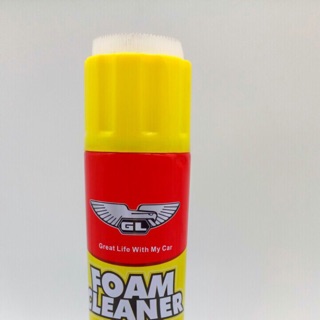 GL
Great Life With My Car
FOAM
CLEANER